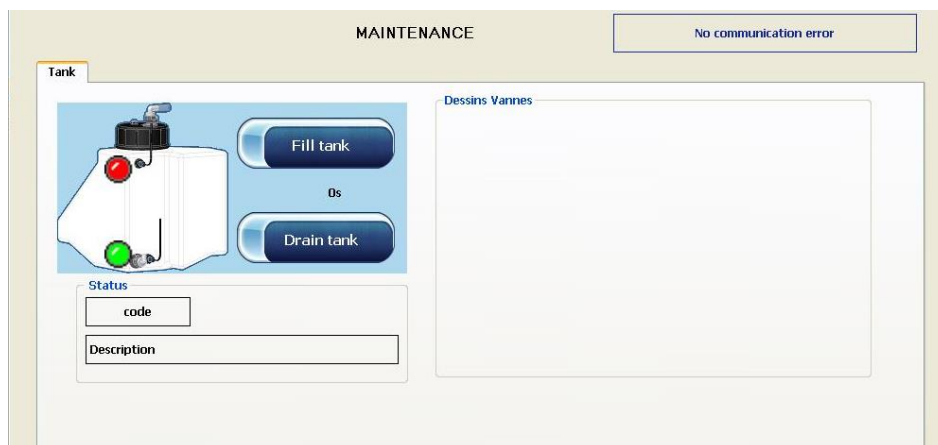 MAINTENANCE
No communication error
Tank
Fill tank
0s
Drain tank
Status
code
Description
Dessins Vannes